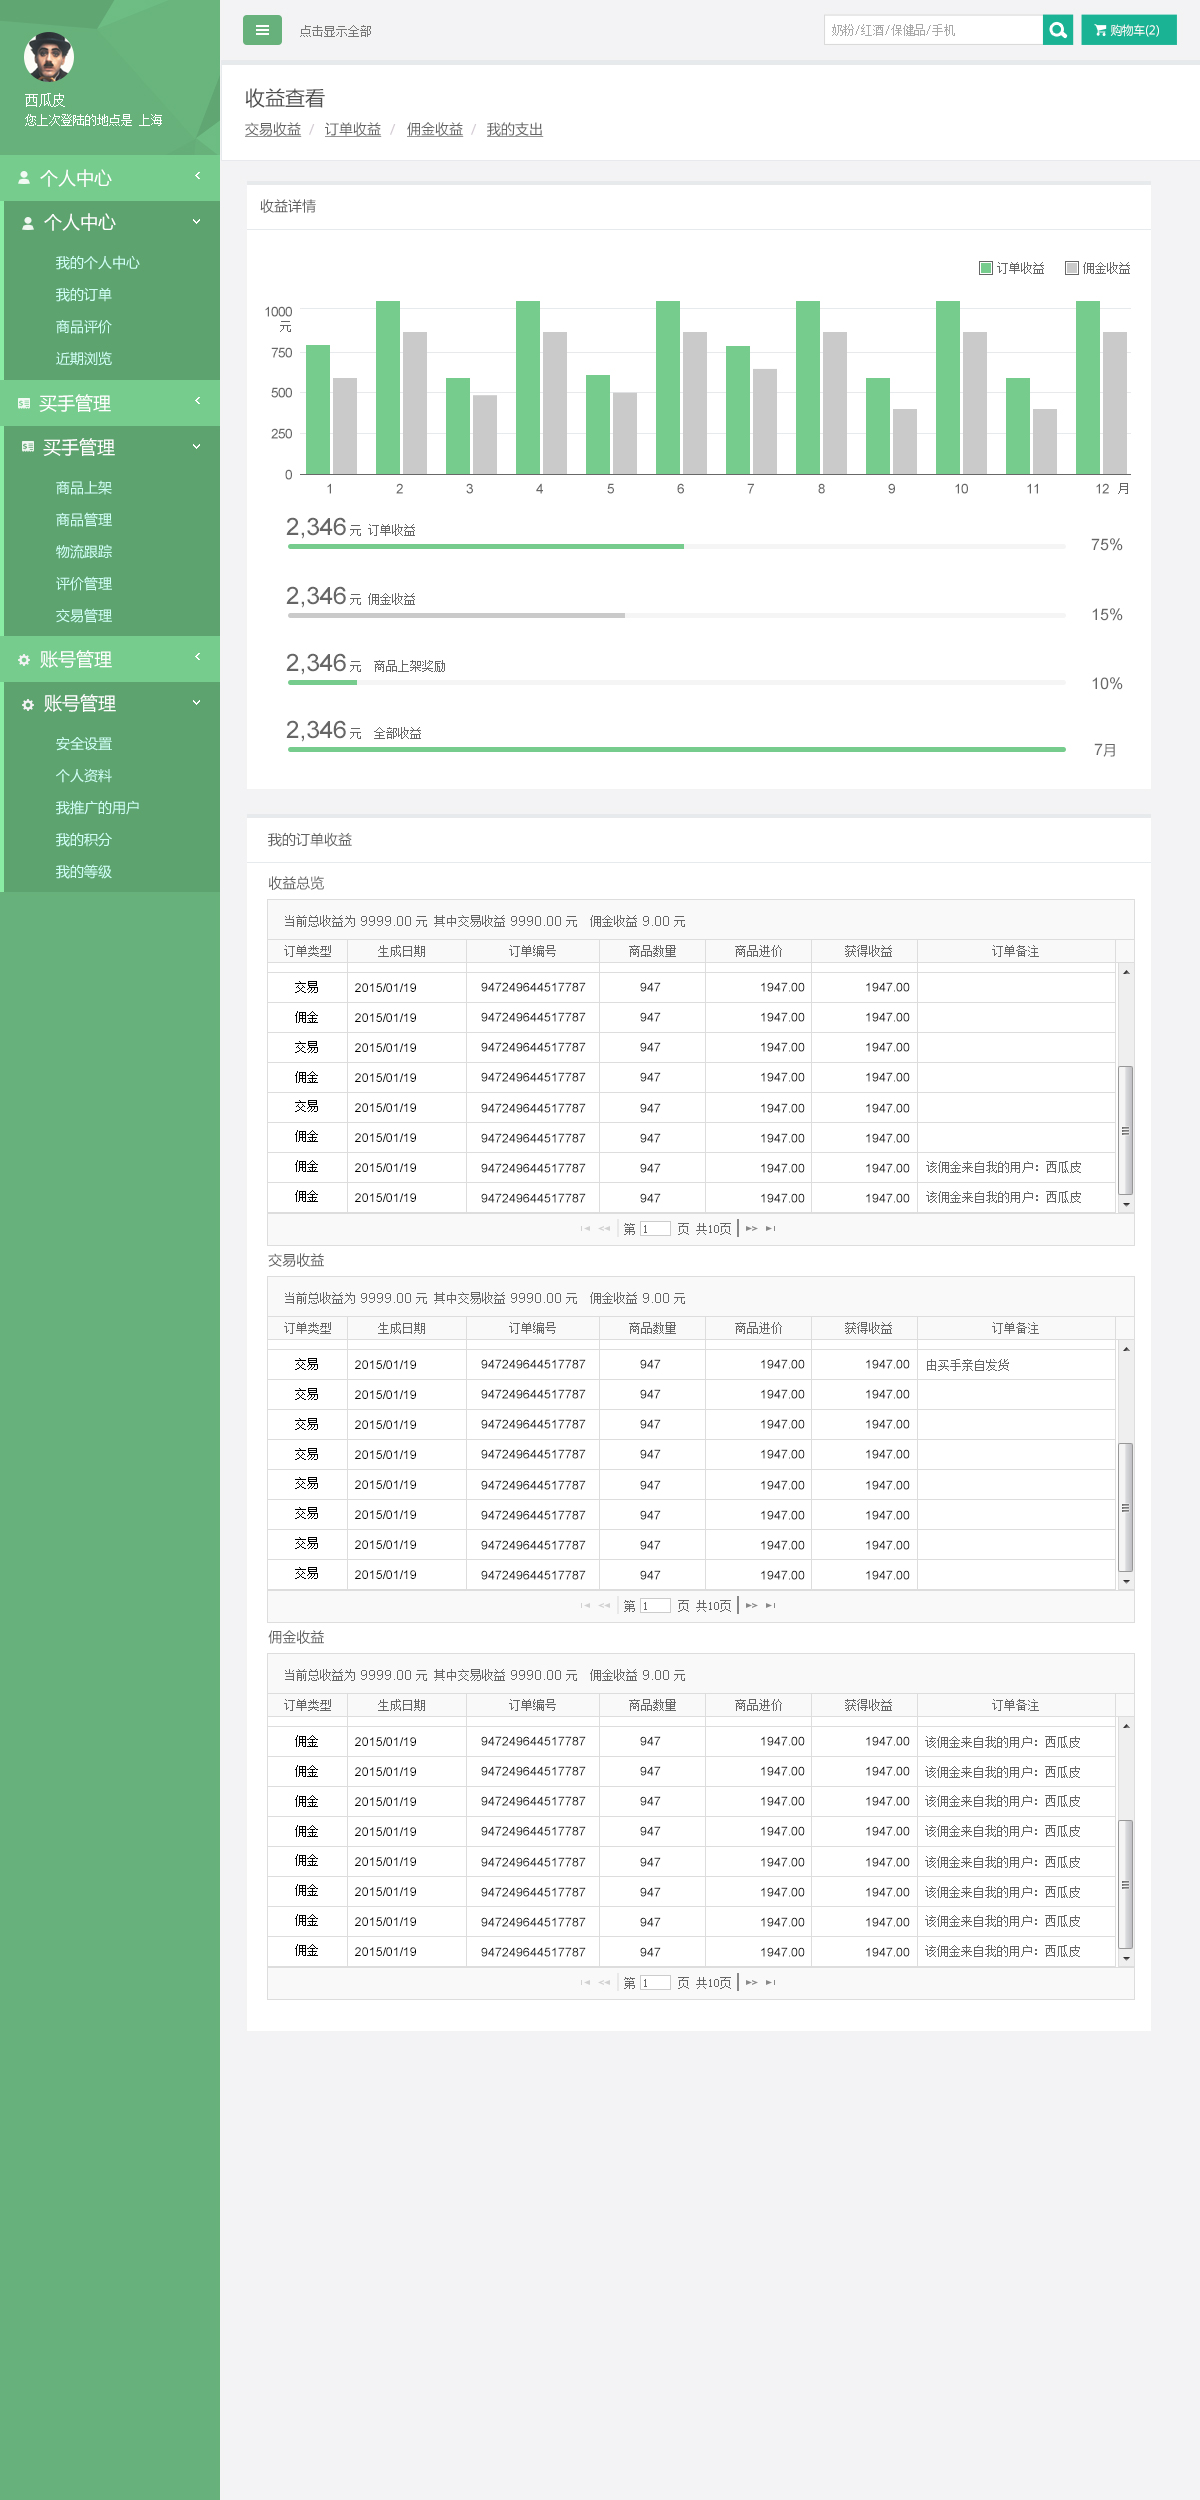 点击显示全部
奶粉/红酒/保健品/手机
购物车(2)
西瓜皮
您上次登陆的地点是 上海
个人中心
个人中心
我的个人中心
我的订单
商品评价
近期浏览
买手管理
买手管理
商品上架
商品管理
物流跟踪
评价管理
交易管理
账号管理
账号管理
安全设置
个人资料
我推广的用户
我的积分
我的等级
收益查看
交易收益 / 订单收益 / 佣金收益 / 我的支出
收益详情
订单收益 佣金收益
1000
元
750
500
250
0
1 2 3 4 5 6 7 8 9 10 11 12 月
2,346 元 订单收益
75%
2,346 元 佣金收益
15%
2,346 元 商品上架奖励
10%
2,346 元 全部收益
7月
我的订单收益
收益总览
当前总收益为 9999.00 元 其中交易收益 9990.00 元 佣金收益 9.00 元
订单类型 生成日期 订单编号 商品数量 商品进价 获得收益 订单备注
交易 2015/01/19 947249644517787 947 1947.00 1947.00
佣金 2015/01/19 947249644517787 947 1947.00 1947.00
交易 2015/01/19 947249644517787 947 1947.00 1947.00
佣金 2015/01/19 947249644517787 947 1947.00 1947.00
交易 2015/01/19 947249644517787 947 1947.00 1947.00
佣金 2015/01/19 947249644517787 947 1947.00 1947.00
佣金 2015/01/19 947249644517787 947 1947.00 1947.00 该佣金来自我的用户：西瓜皮
佣金 2015/01/19 947249644517787 947 1947.00 1947.00 该佣金来自我的用户：西瓜皮
第 1 页 共10页
交易收益
当前总收益为 9999.00 元 其中交易收益 9990.00 元 佣金收益 9.00 元
订单类型 生成日期 订单编号 商品数量 商品进价 获得收益 订单备注
交易 2015/01/19 947249644517787 947 1947.00 1947.00 由买手亲自发货
交易 2015/01/19 947249644517787 947 1947.00 1947.00
交易 2015/01/19 947249644517787 947 1947.00 1947.00
交易 2015/01/19 947249644517787 947 1947.00 1947.00
交易 2015/01/19 947249644517787 947 1947.00 1947.00
交易 2015/01/19 947249644517787 947 1947.00 1947.00
交易 2015/01/19 947249644517787 947 1947.00 1947.00
交易 2015/01/19 947249644517787 947 1947.00 1947.00
第 1 页 共10页
佣金收益
当前总收益为 9999.00 元 其中交易收益 9990.00 元 佣金收益 9.00 元
订单类型 生成日期 订单编号 商品数量 商品进价 获得收益 订单备注
佣金 2015/01/19 947249644517787 947 1947.00 1947.00 该佣金来自我的用户：西瓜皮
佣金 2015/01/19 947249644517787 947 1947.00 1947.00 该佣金来自我的用户：西瓜皮
佣金 2015/01/19 947249644517787 947 1947.00 1947.00 该佣金来自我的用户：西瓜皮
佣金 2015/01/19 947249644517787 947 1947.00 1947.00 该佣金来自我的用户：西瓜皮
佣金 2015/01/19 947249644517787 947 1947.00 1947.00 该佣金来自我的用户：西瓜皮
佣金 2015/01/19 947249644517787 947 1947.00 1947.00 该佣金来自我的用户：西瓜皮
佣金 2015/01/19 947249644517787 947 1947.00 1947.00 该佣金来自我的用户：西瓜皮
佣金 2015/01/19 947249644517787 947 1947.00 1947.00 该佣金来自我的用户：西瓜皮
第 1 页 共10页